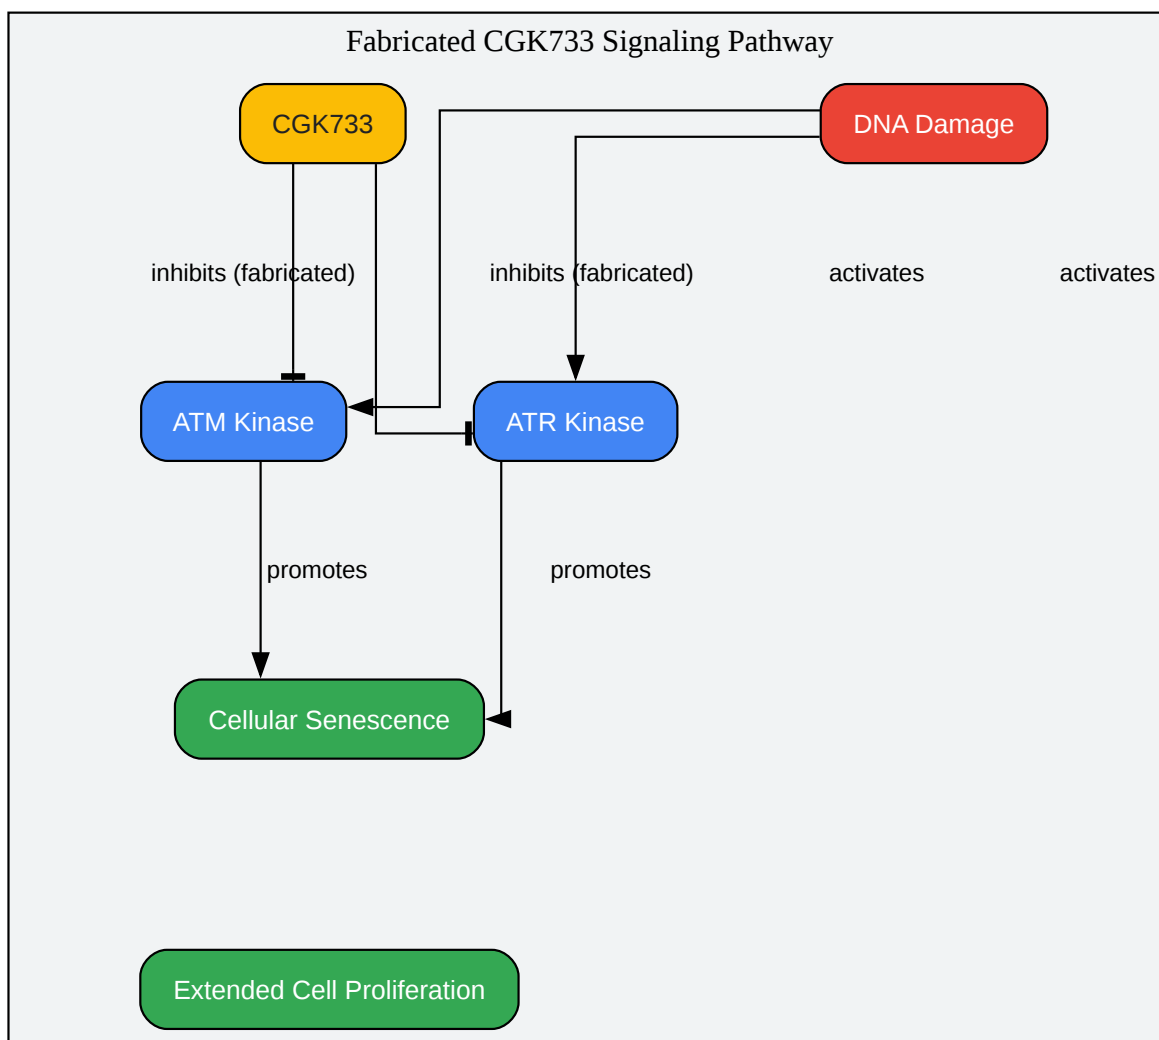 Fabricated CGK733 Signaling Pathway
CGK733
DNA Damage
inhibits (fabricated)
inhibits (fabricated)
activates
activates
ATM Kinase
ATR Kinase
promotes
promotes
Cellular Senescence
Extended Cell Proliferation